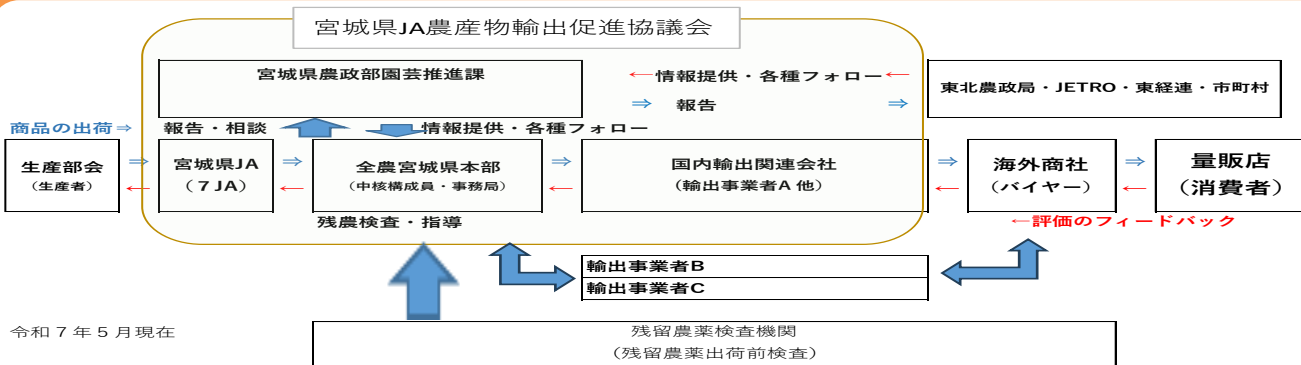 宮城県JA農産物輸出促進協議会
宮城県農政部園芸推進課
←情報提供・各種フォロー←
⇒ 報告 ⇒
東北農政局・JETRO・東経連・市町村
商品の出荷⇒
報告・相談
情報提供・各種フォロー
生産部会
(生産者)
⇒
←
宮城県JA
（７JA）
⇒
←
全農宮城県本部
(中核構成員・事務局)
⇒
←
国内輸出関連会社
(輸出事業者A 他)
⇒
←
海外商社
(バイヤー)
⇒
←
量販店
(消費者)
残農検査・指導
←評価のフィードバック
輸出事業者B
輸出事業者C
令和７年５月現在
残留農薬検査機関
（残留農薬出荷前検査）